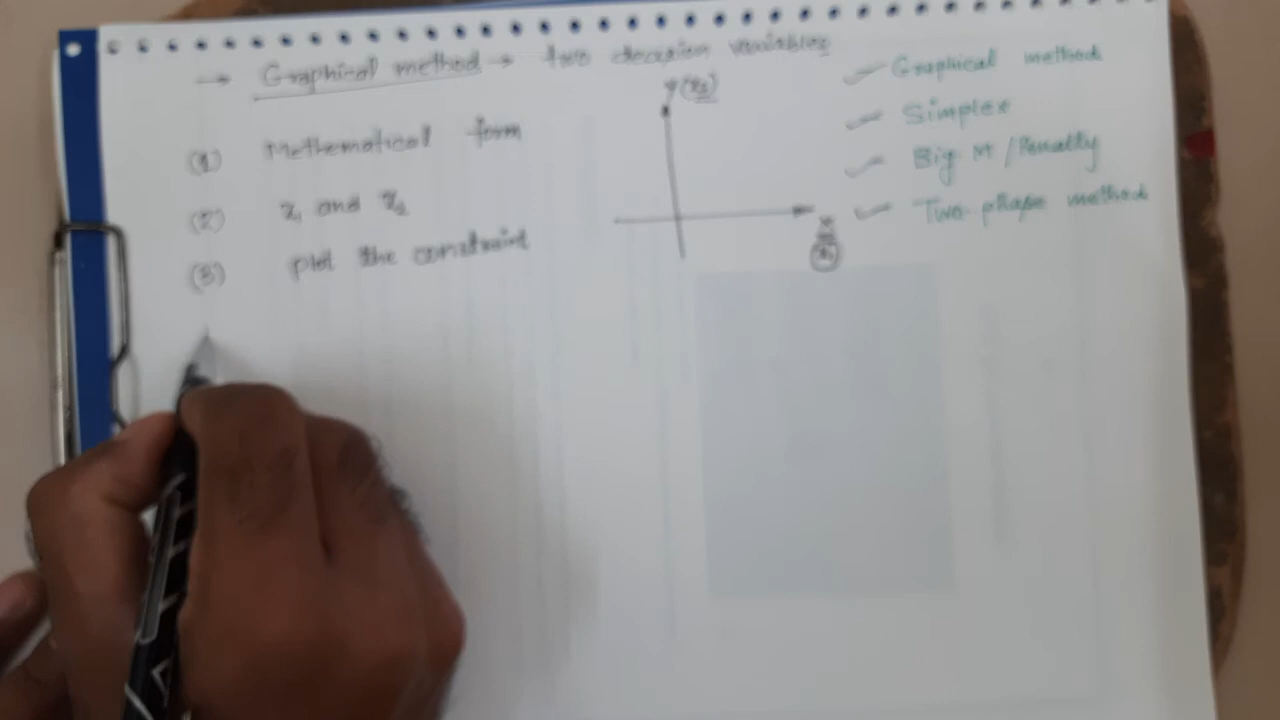 → Graphical method → two decision variables
(1) Mathematical form
(2) x₁ and x₂
(3) plot the constraint
y (x₂)
x
x₁
✓ Graphical method
✓ Simplex
✓ Big M / Penalty
✓ Two-phase method